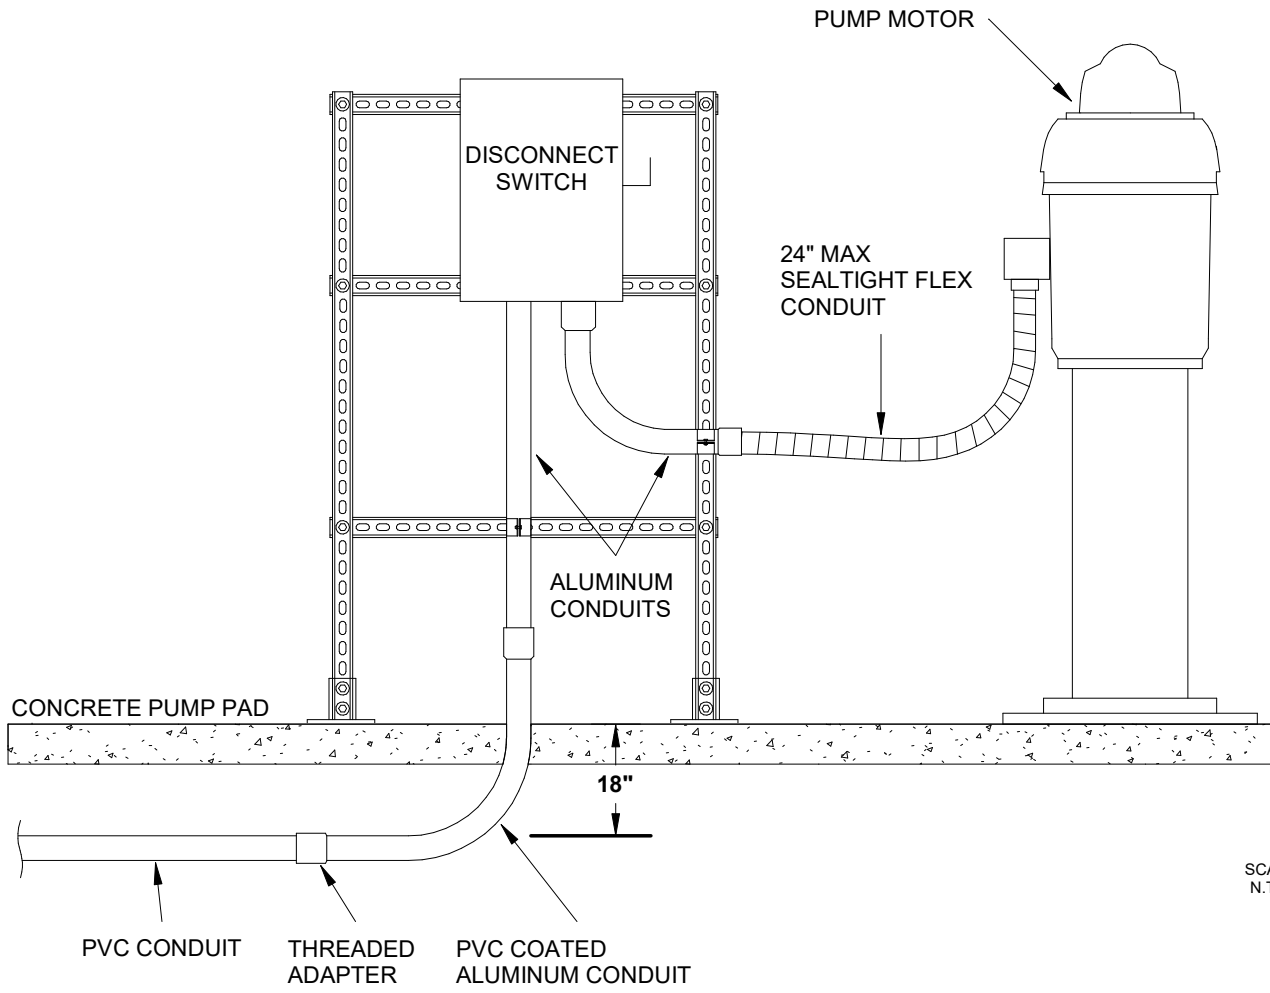 PUMP MOTOR
DISCONNECT
SWITCH
24" MAX
SEALTIGHT FLEX
CONDUIT
ALUMINUM
CONDUITS
CONCRETE PUMP PAD
18"
PVC CONDUIT
THREADED
ADAPTER
PVC COATED
ALUMINUM CONDUIT